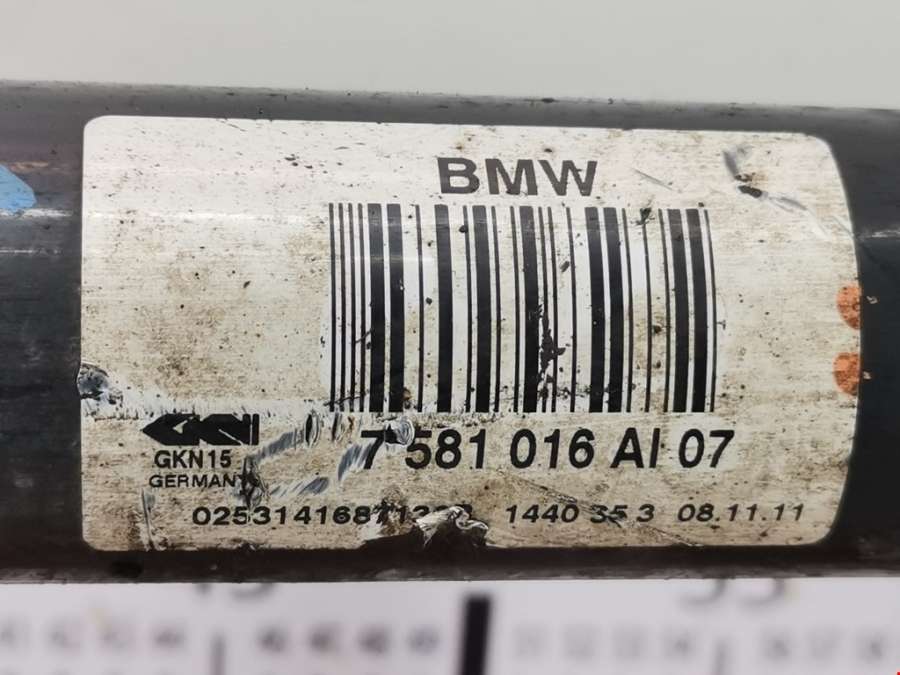 BMW
GKN
GKN15
7 581 016 AI 07
GERMANY
1440 35 3 08.11.11